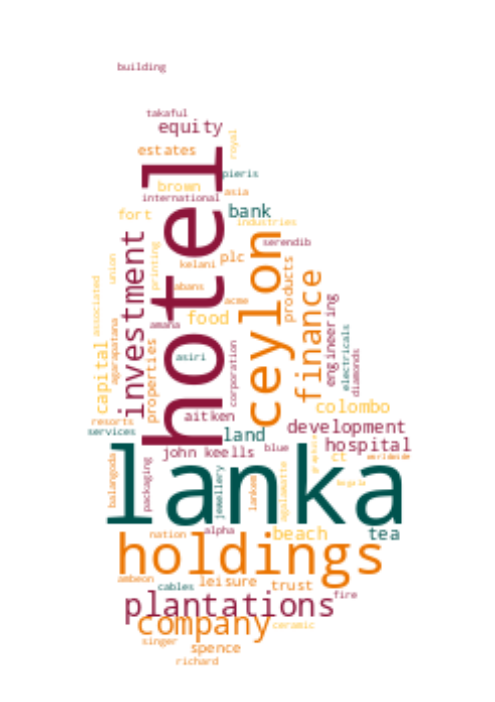 building
takaful
equity
royal
estates
pieris
brown
asia
international
fort
bank
industries
hotel
investment
ceylon
serendib
printing
union
plc
kelani
products
finance
abans
associated
acme
engineering
food
amana
agarapatana
electricals
asiri
properties
capital
corporation
diamonds
colombo
aitken
resorts
services
land
development
hospital
john keells
blue
graphite
ct
worldwide
lanka
balangoda
packaging
jewellery
lankem
agalawatte
bogala
nation
alpha
beach
tea
holdings
ambeon
cables
leisure
trust
fire
plantations
company
ceramic
singer
spence
richard